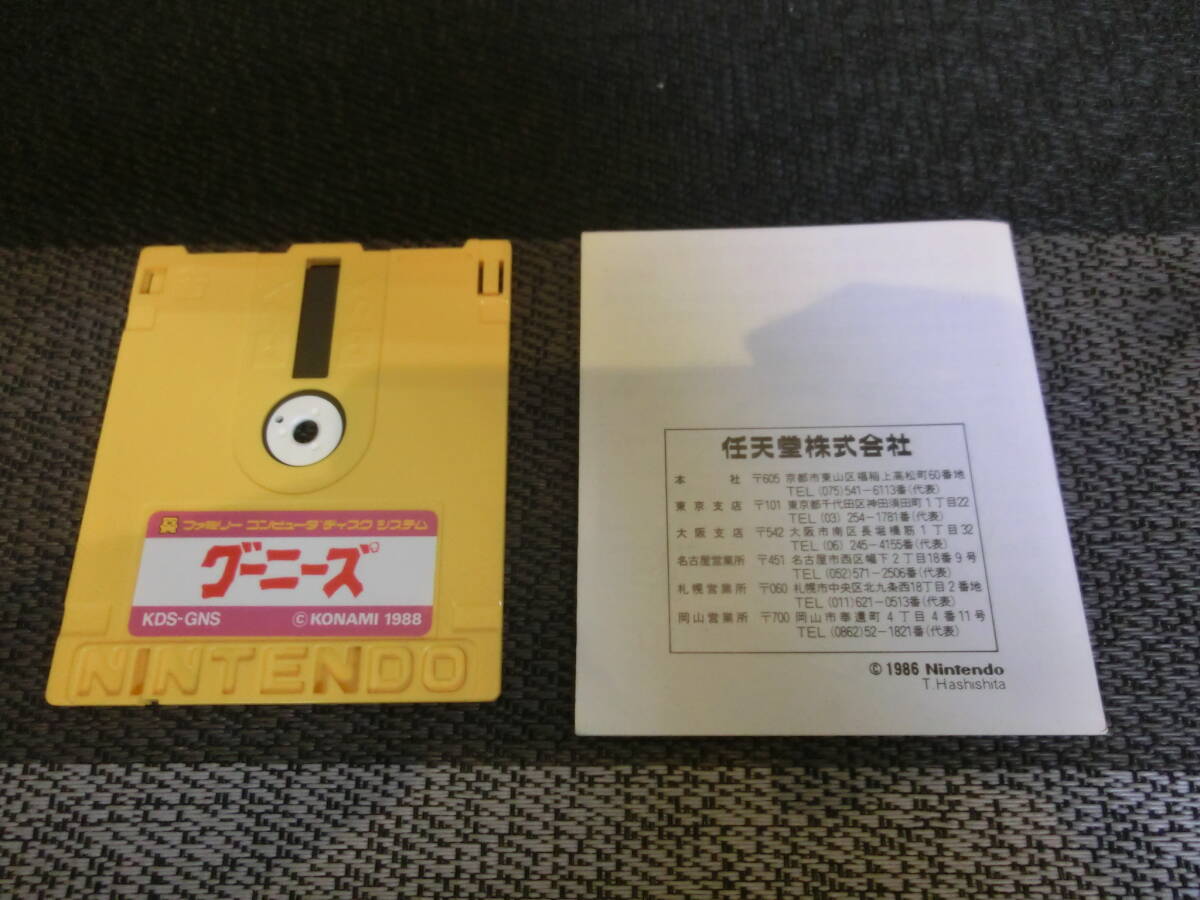 ファミリー コンピュータ ディスク システム
グーニーズ
KDS-GNS
© KONAMI 1988
NINTENDO
任天堂株式会社
本 社 〒605 京都市東山区福稲上高松町60番地
TEL (075)541-6113番(代表)
東京支店 〒101 東京都千代田区神田須田町1丁目22
TEL (03) 254-1781番(代表)
大阪支店 〒542 大阪市南区長堀橋筋1丁目32
TEL (06) 245-4155番(代表)
名古屋営業所 〒451 名古屋市西区幅下2丁目18番9号
TEL (052)571-2506番(代表)
札幌営業所 〒060 札幌市中央区北九条西18丁目2番地
TEL (011)621-0513番(代表)
岡山営業所 〒700 岡山市奉還町4丁目4番11号
TEL (0862)52-1821番(代表)
© 1986 Nintendo
T.Hashishita